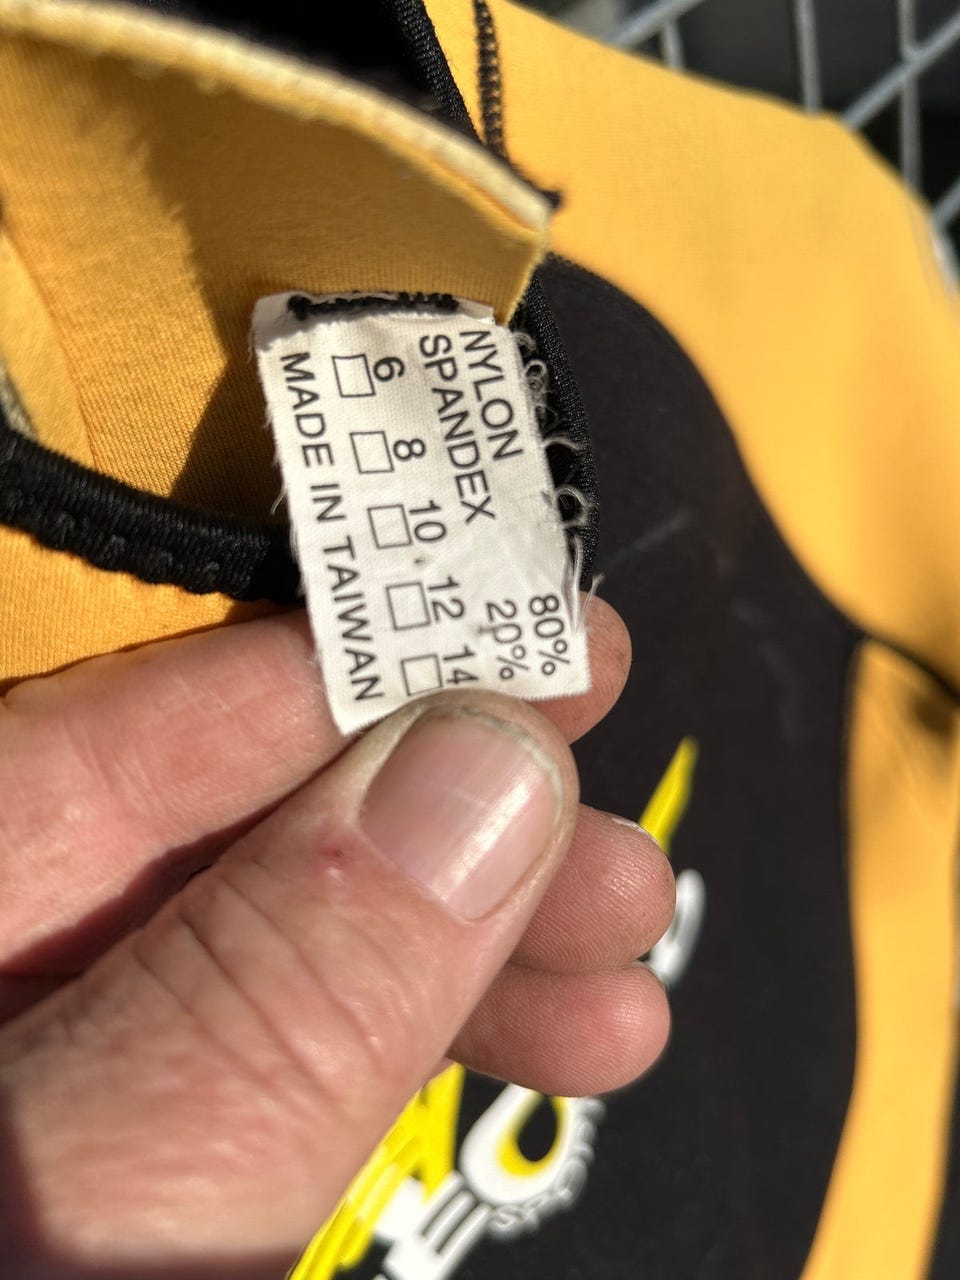 NYLON 80%
SPANDEX 20%
6 8 10 12 14
MADE IN TAIWAN